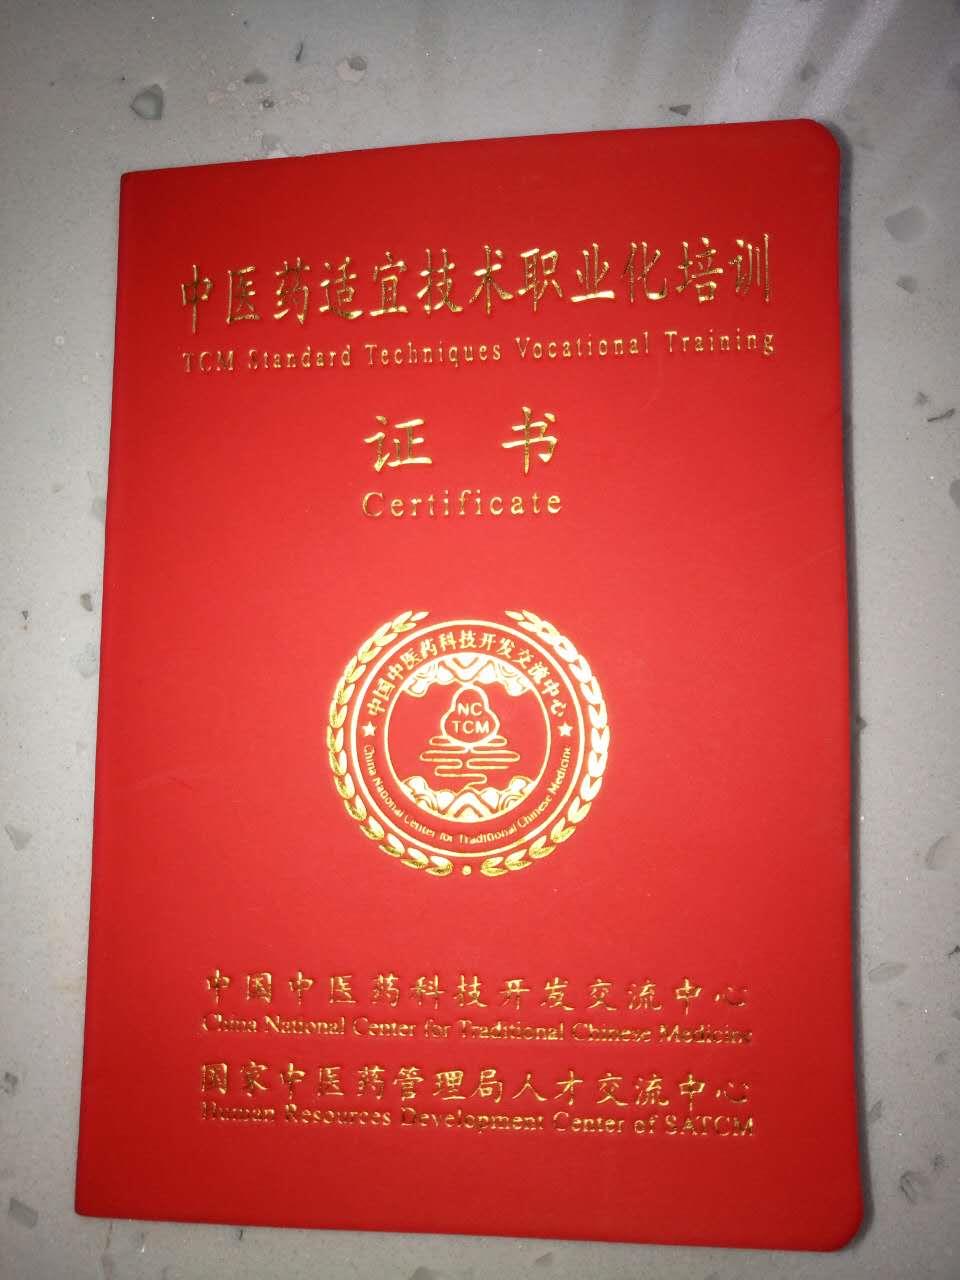 中医药适宜技术职业化培训
TCM Standard Techniques Vocational Training
证 书
Certificate
中国中医药科技开发交流中心
NC
TCM
China National Center for Traditional Chinese Medicine
中国中医药科技开发交流中心
China National Center for Traditional Chinese Medicine
国家中医药管理局人才交流中心
Human Resources Development Center of SATCM